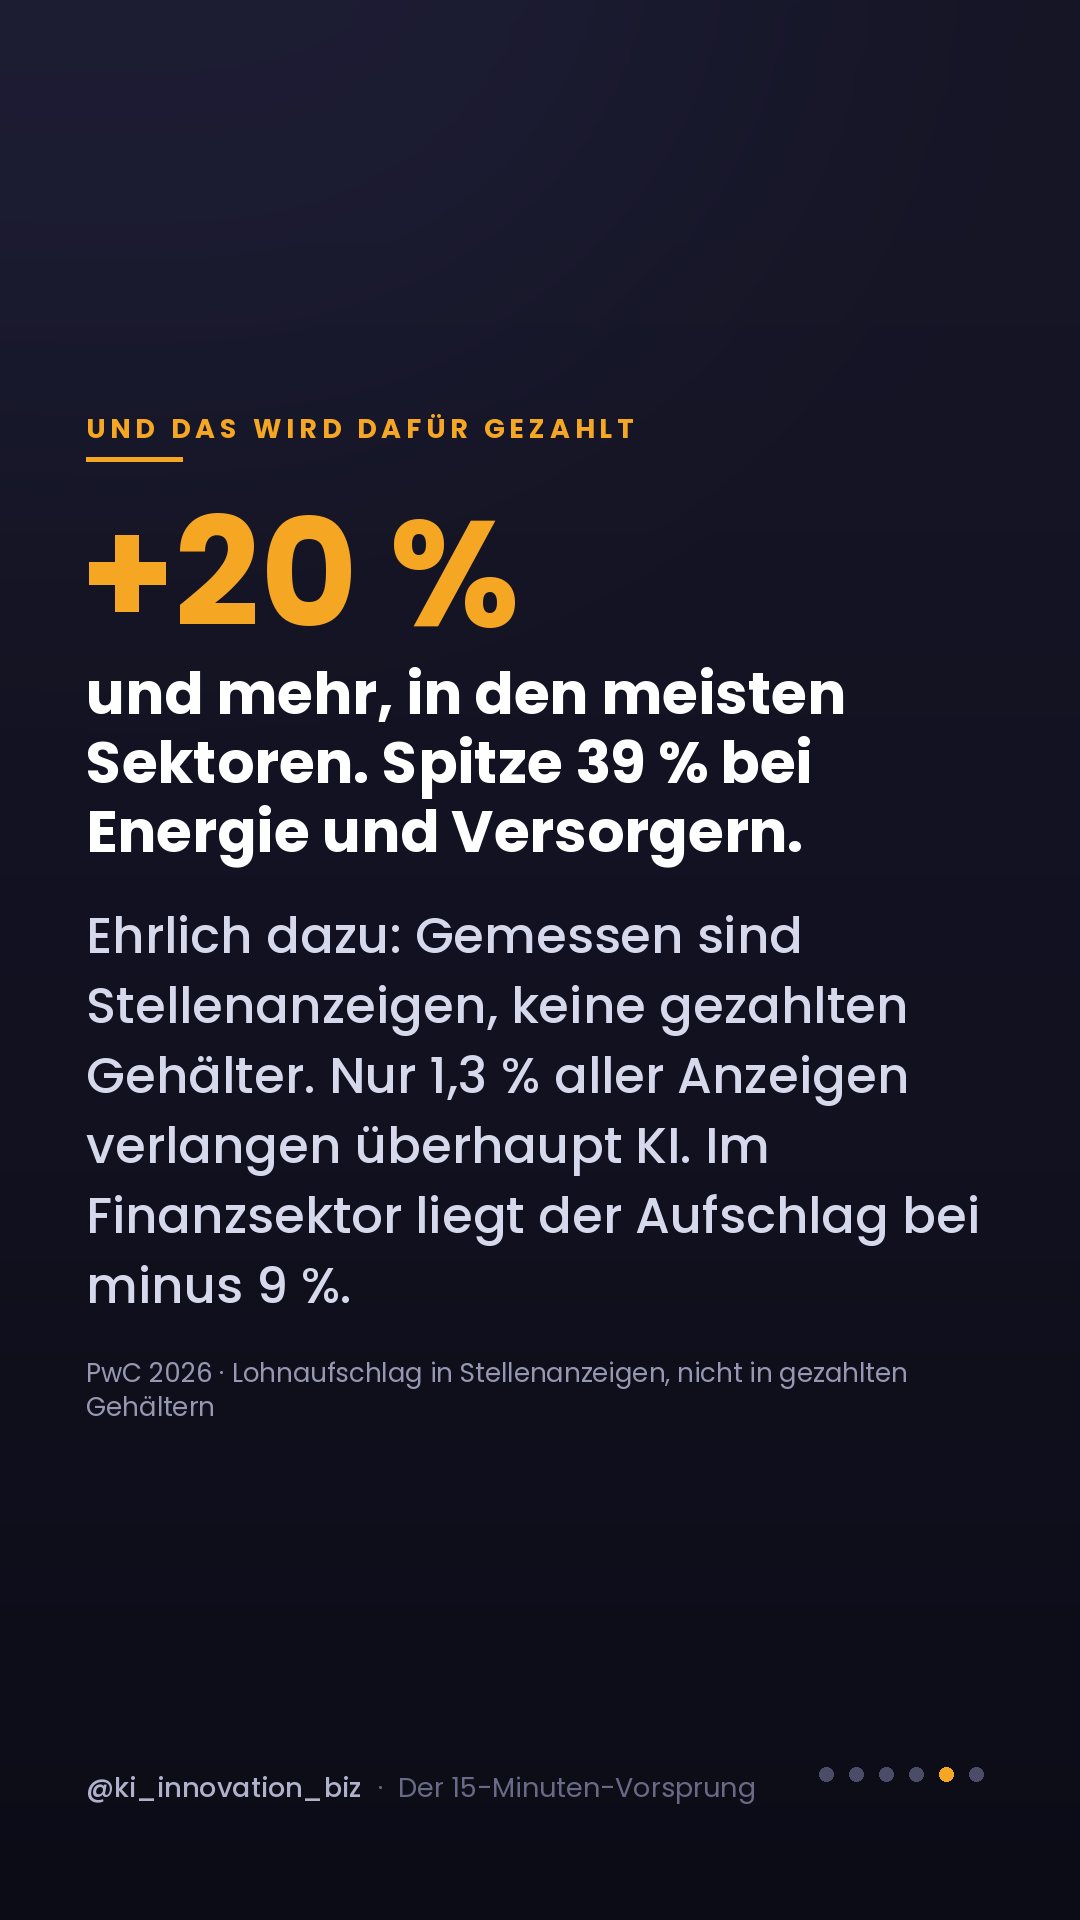 UND DAS WIRD DAFÜR GEZAHLT
+20 %
und mehr, in den meisten
Sektoren. Spitze 39 % bei
Energie und Versorgern.
Ehrlich dazu: Gemessen sind
Stellenanzeigen, keine gezahlten
Gehälter. Nur 1,3 % aller Anzeigen
verlangen überhaupt KI. Im
Finanzsektor liegt der Aufschlag bei
minus 9 %.
PwC 2026 · Lohnaufschlag in Stellenanzeigen, nicht in gezahlten
Gehältern
@ki_innovation_biz · Der 15-Minuten-Vorsprung